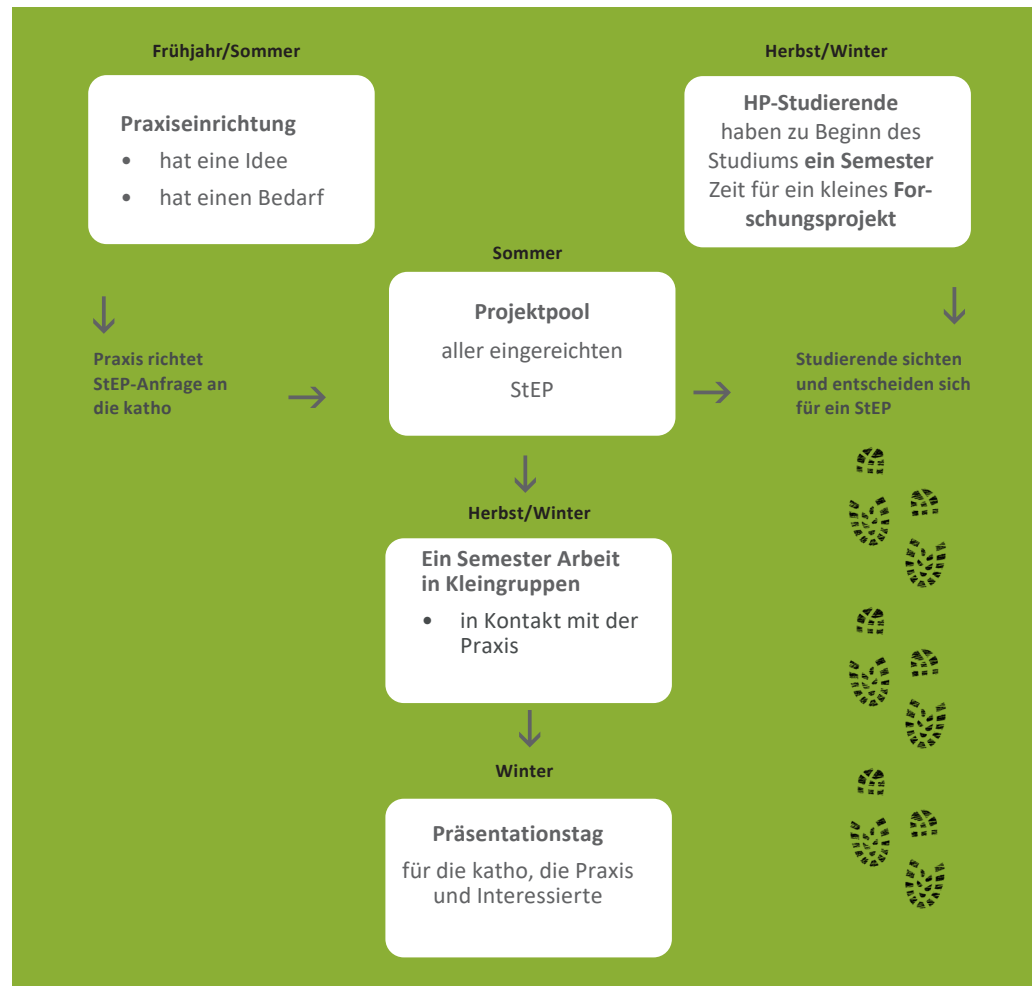 Frühjahr/Sommer
Praxiseinrichtung
• hat eine Idee
• hat einen Bedarf
Praxis richtet
StEP-Anfrage an
die katho
Herbst/Winter
HP-Studierende
haben zu Beginn des
Studiums ein Semester
Zeit für ein kleines For-
schungsprojekt
Sommer
Projektpool
aller eingereichten
StEP
Studierende sichten
und entscheiden sich
für ein StEP
Herbst/Winter
Ein Semester Arbeit
in Kleingruppen
• in Kontakt mit der
Praxis
Winter
Präsentationstag
für die katho, die Praxis
und Interessierte